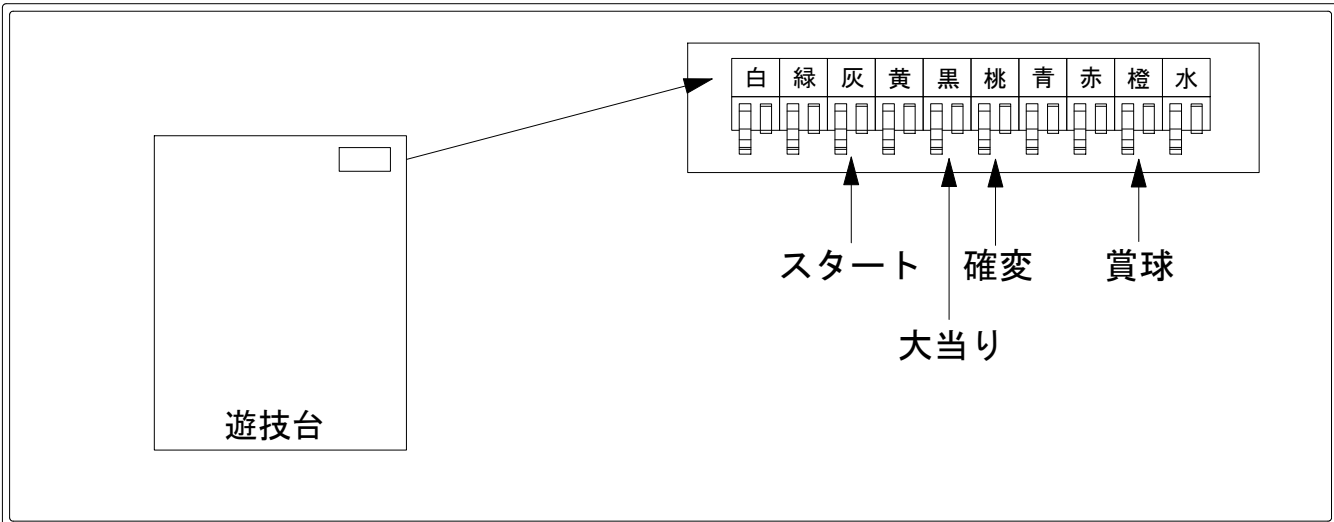 白 緑 灰 黄 黒 桃 青 赤 橙 水
スタート 確変 賞球
大当り
遊技台